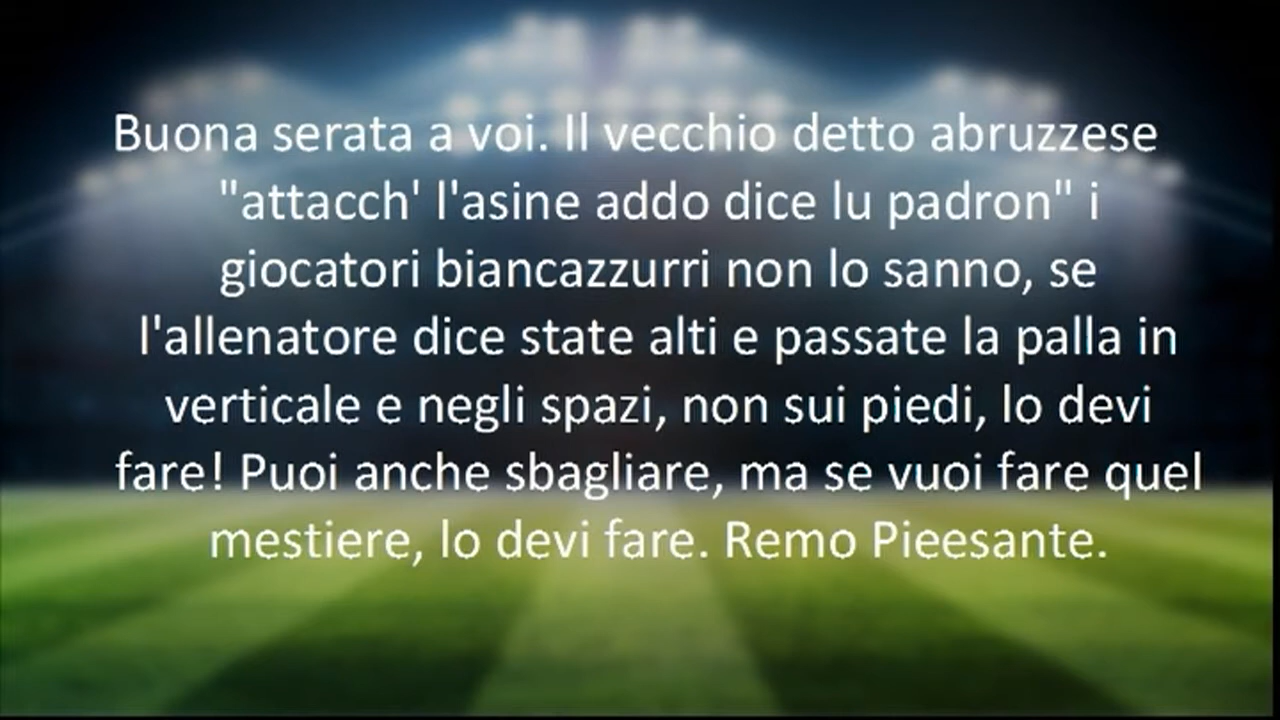 Buona serata a voi. Il vecchio detto abruzzese
"attacch' l'asine addo dice lu padron" i
giocatori biancazzurri non lo sanno, se
l'allenatore dice state alti e passate la palla in
verticale e negli spazi, non sui piedi, lo devi
fare! Puoi anche sbagliare, ma se vuoi fare quel
mestiere, lo devi fare. Remo Pieesante.